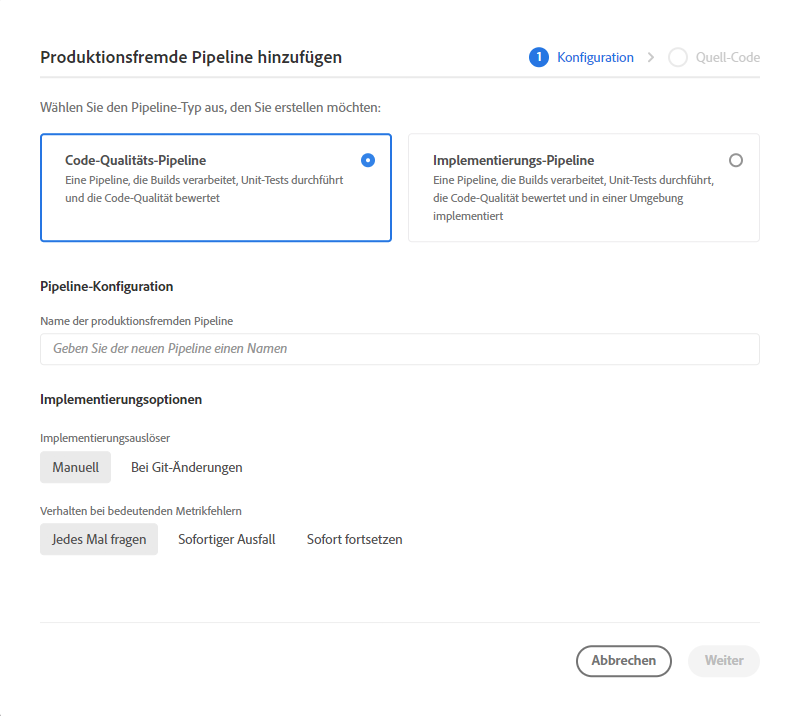 Produktionsfremde Pipeline hinzufügen
1 Konfiguration > Quell-Code
Wählen Sie den Pipeline-Typ aus, den Sie erstellen möchten:
Code-Qualitäts-Pipeline
Eine Pipeline, die Builds verarbeitet, Unit-Tests durchführt
und die Code-Qualität bewertet
Implementierungs-Pipeline
Eine Pipeline, die Builds verarbeitet, Unit-Tests durchführt,
die Code-Qualität bewertet und in einer Umgebung
implementiert
Pipeline-Konfiguration
Name der produktionsfremden Pipeline
Geben Sie der neuen Pipeline einen Namen
Implementierungsoptionen
Implementierungsauslöser
Manuell Bei Git-Änderungen
Verhalten bei bedeutenden Metrikfehlern
Jedes Mal fragen Sofortiger Ausfall Sofort fortsetzen
Abbrechen Weiter